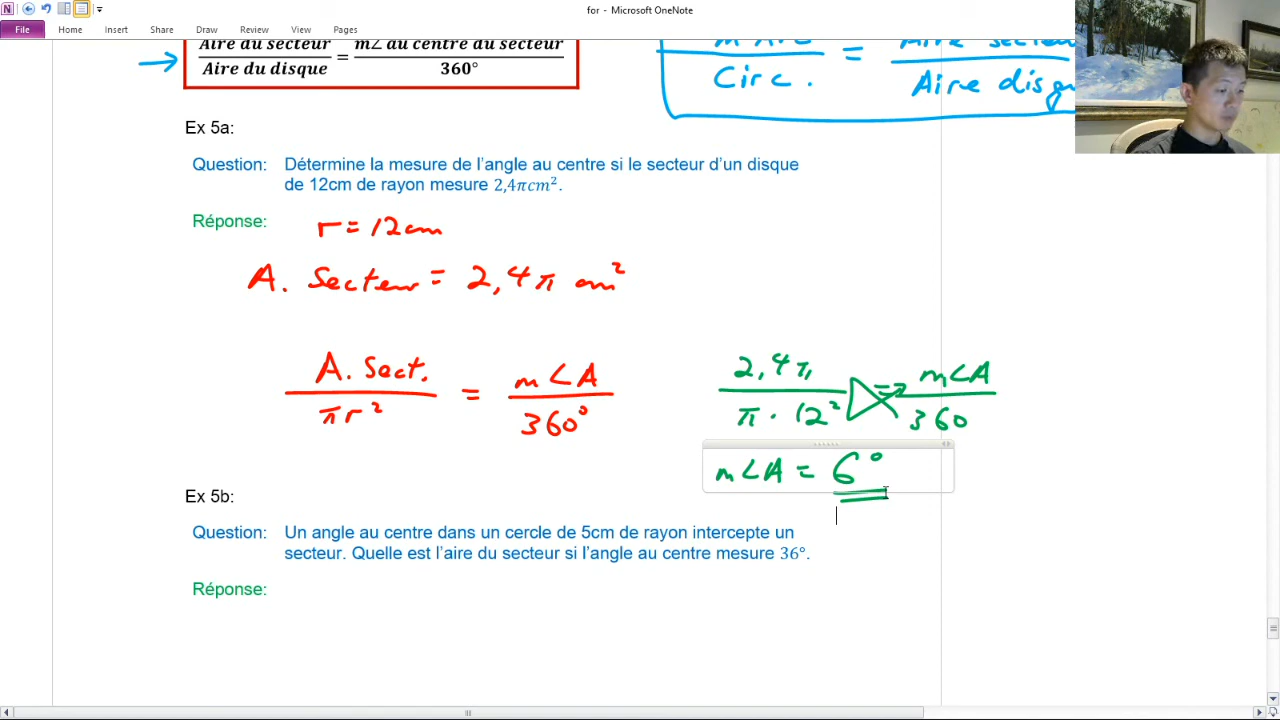 for - Microsoft OneNote
File Home Insert Share Draw Review View Pages
Aire du secteur / Aire du disque = m∠ au centre du secteur / 360°
m Arc / Circ. = Aire secteur / Aire disq
Ex 5a:
Question: Détermine la mesure de l'angle au centre si le secteur d'un disque
de 12cm de rayon mesure 2,4πcm².
Réponse: r = 12cm
A. Secteur = 2,4π cm²
A. Sect. / πr² = m∠A / 360°
2,4π / π · 12² = m∠A / 360
m∠A = 6°
Ex 5b:
Question: Un angle au centre dans un cercle de 5cm de rayon intercepte un
secteur. Quelle est l'aire du secteur si l'angle au centre mesure 36°.
Réponse: